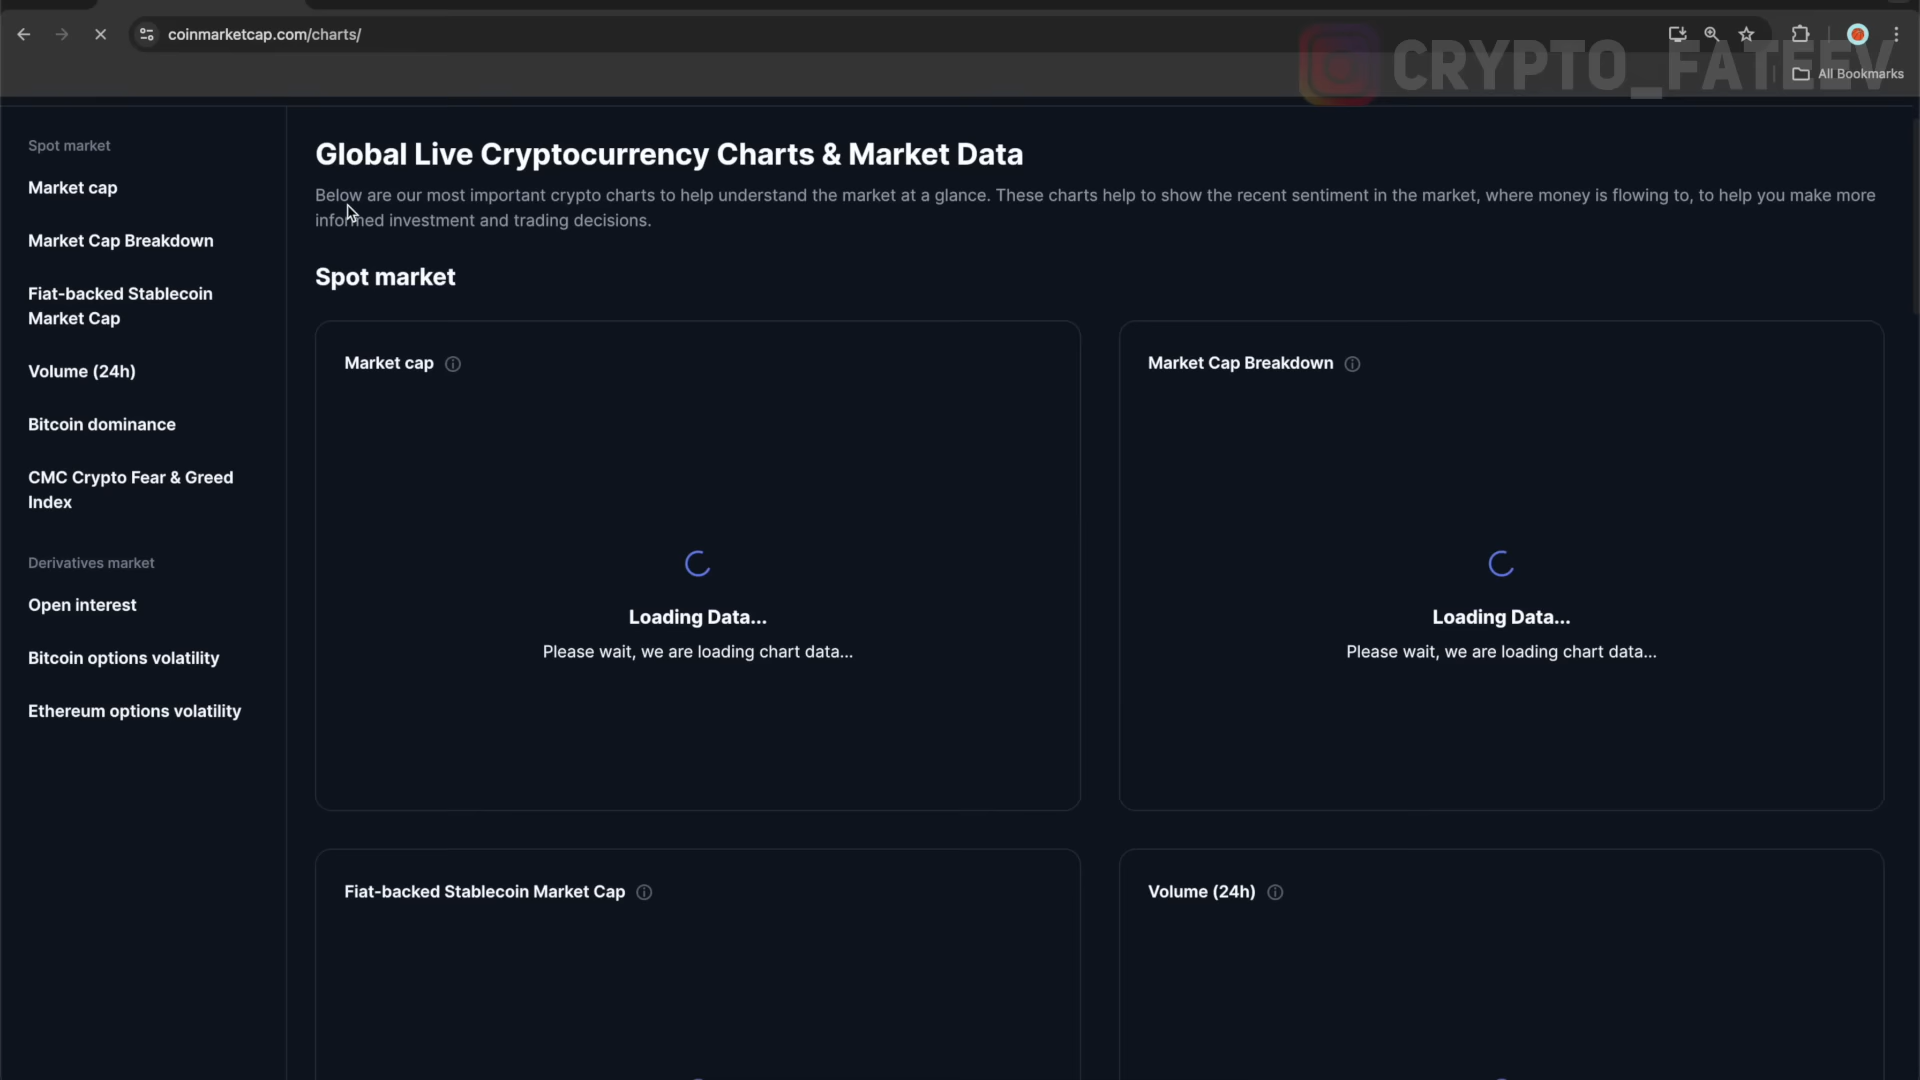 coinmarketcap.com/charts/
CRYPTO_FATEEV
All Bookmarks
Spot market
Market cap
Market Cap Breakdown
Fiat-backed Stablecoin
Market Cap
Volume (24h)
Bitcoin dominance
CMC Crypto Fear & Greed
Index
Derivatives market
Open interest
Bitcoin options volatility
Ethereum options volatility
Global Live Cryptocurrency Charts & Market Data
Below are our most important crypto charts to help understand the market at a glance. These charts help to show the recent sentiment in the market, where money is flowing to, to help you make more
informed investment and trading decisions.
Spot market
Market cap
Loading Data...
Please wait, we are loading chart data...
Market Cap Breakdown
Loading Data...
Please wait, we are loading chart data...
Fiat-backed Stablecoin Market Cap
Volume (24h)